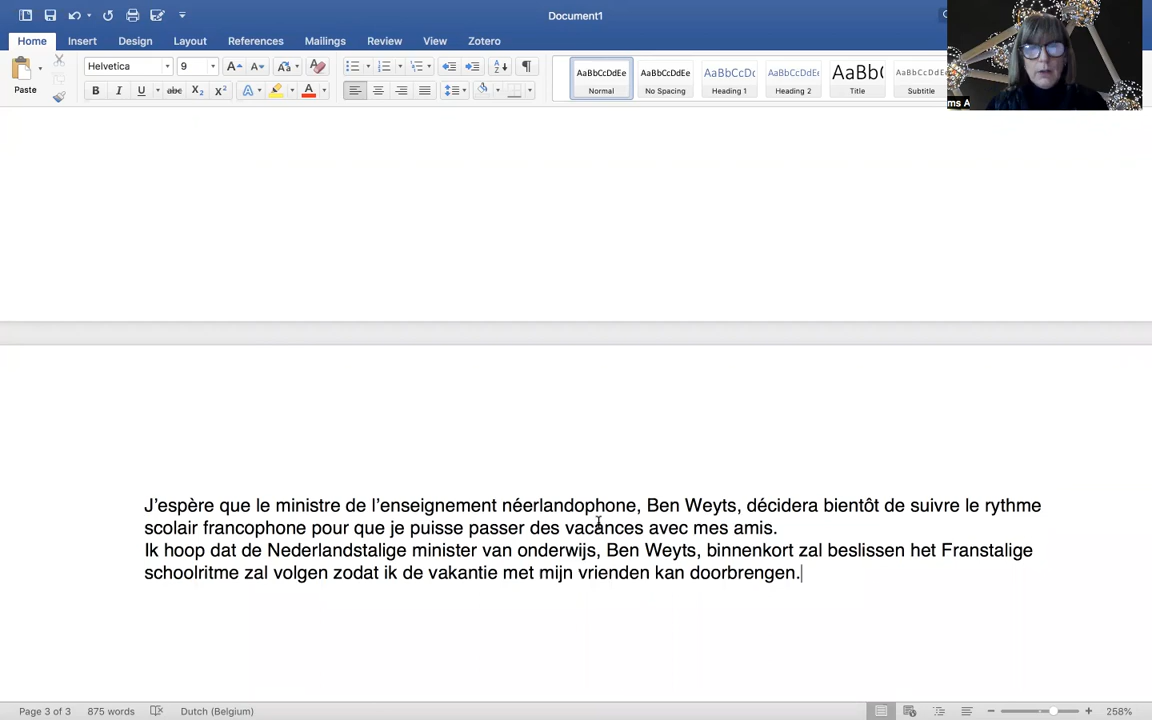 Document1
Home Insert Design Layout References Mailings Review View Zotero
Paste
Helvetica 9
AaBbCcDdEe AaBbCcDdEe AaBbCcDc AaBbCcDdEe AaBb( AaBbCcDdEe
Normal No Spacing Heading 1 Heading 2 Title Subtitle
ms A
J’espère que le ministre de l’enseignement néerlandophone, Ben Weyts, décidera bientôt de suivre le rythme
scolair francophone pour que je puisse passer des vacances avec mes amis.
Ik hoop dat de Nederlandstalige minister van onderwijs, Ben Weyts, binnenkort zal beslissen het Franstalige
schoolritme zal volgen zodat ik de vakantie met mijn vrienden kan doorbrengen.
Page 3 of 3 875 words Dutch (Belgium) 258%